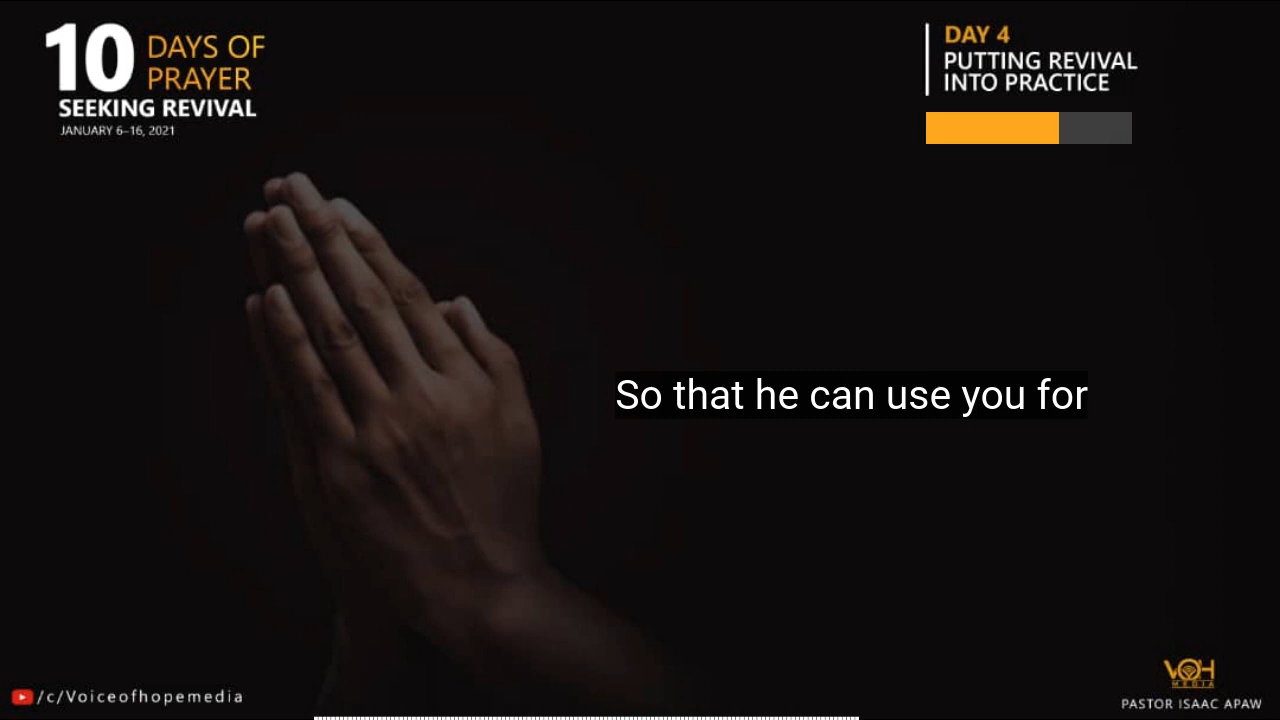 10 DAYS OF
PRAYER
SEEKING REVIVAL
JANUARY 6–16, 2021
DAY 4
PUTTING REVIVAL
INTO PRACTICE
So that he can use you for
/c/Voiceofhopemedia
VOH
MEDIA
PASTOR ISAAC APAW